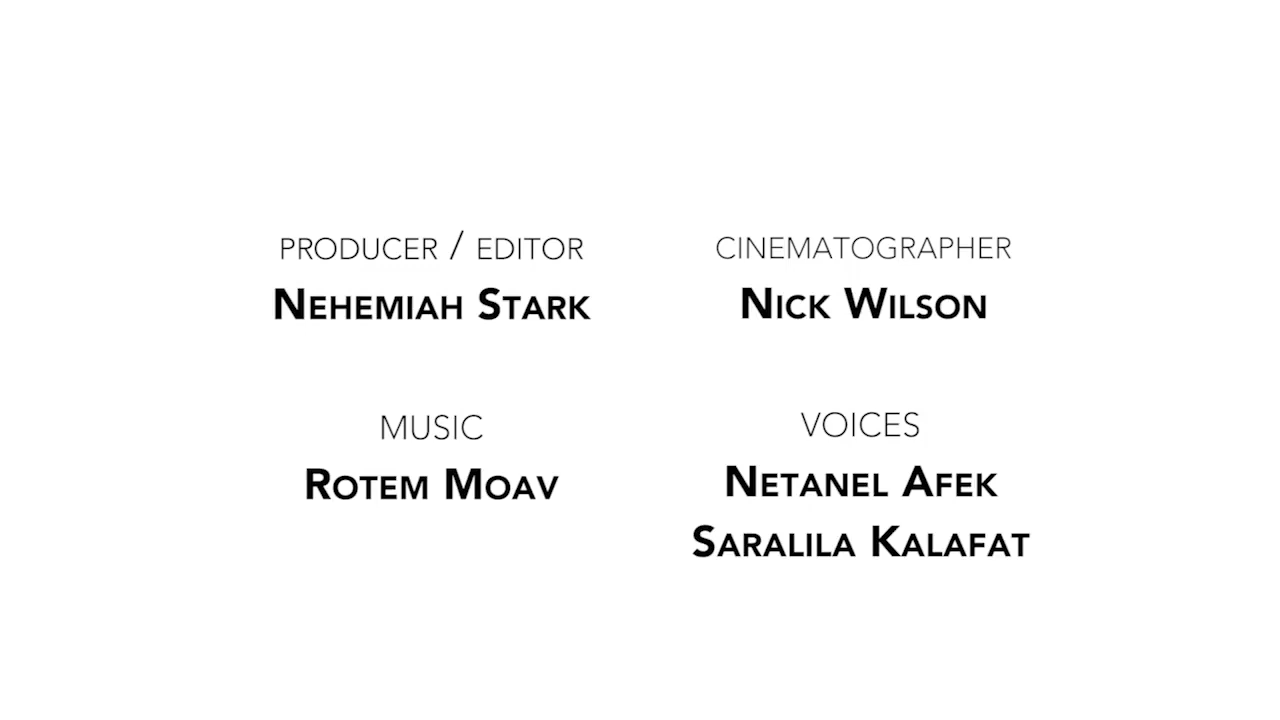 PRODUCER / EDITOR
NEHEMIAH STARK
CINEMATOGRAPHER
NICK WILSON
MUSIC
ROTEM MOAV
VOICES
NETANEL AFEK
SARALILA KALAFAT